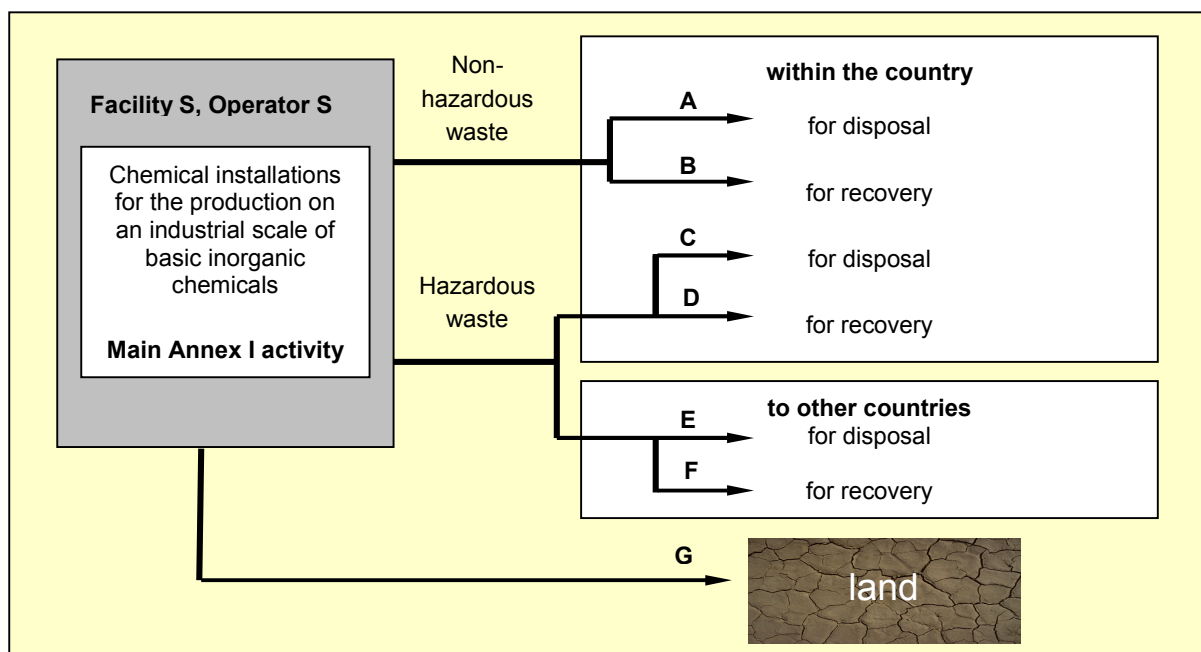 Facility S, Operator S
Chemical installations
for the production on
an industrial scale of
basic inorganic
chemicals
Main Annex I activity
Non-
hazardous
waste
Hazardous
waste
within the country
A
for disposal
B
for recovery
C
for disposal
D
for recovery
to other countries
E
for disposal
F
for recovery
G
land